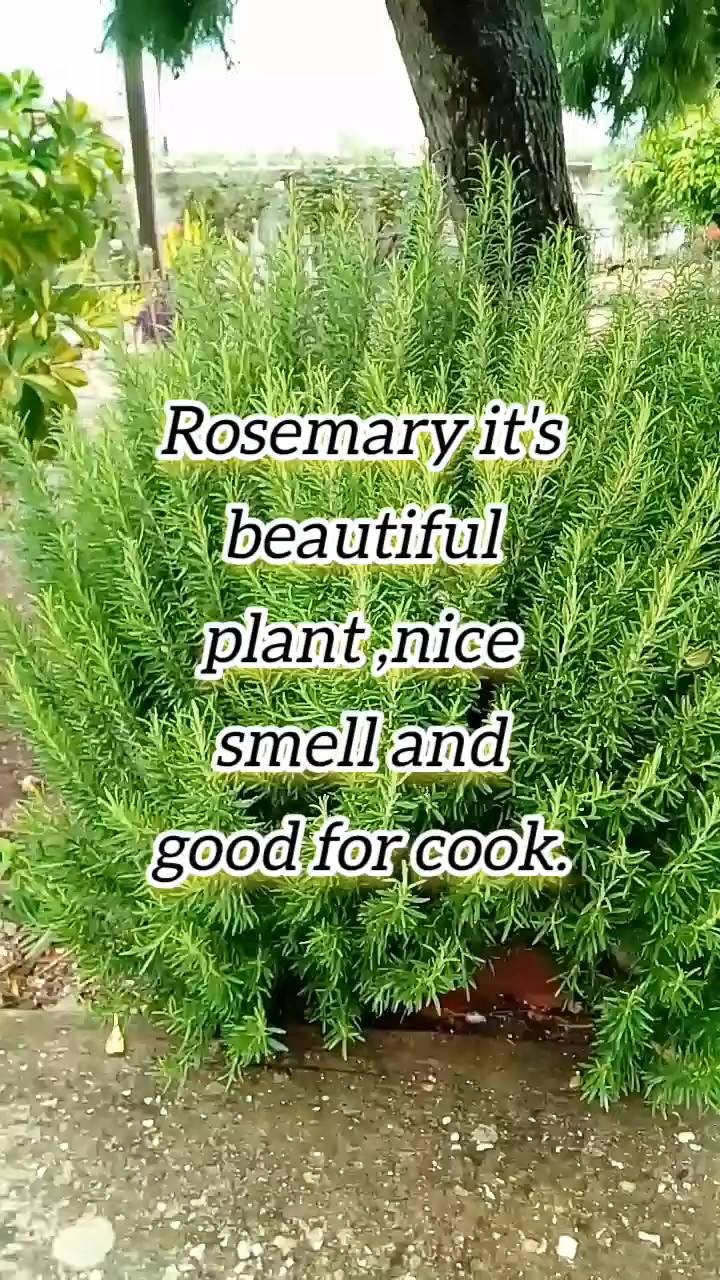 Rosemary it's
beautiful
plant ,nice
smell and
good for cook.